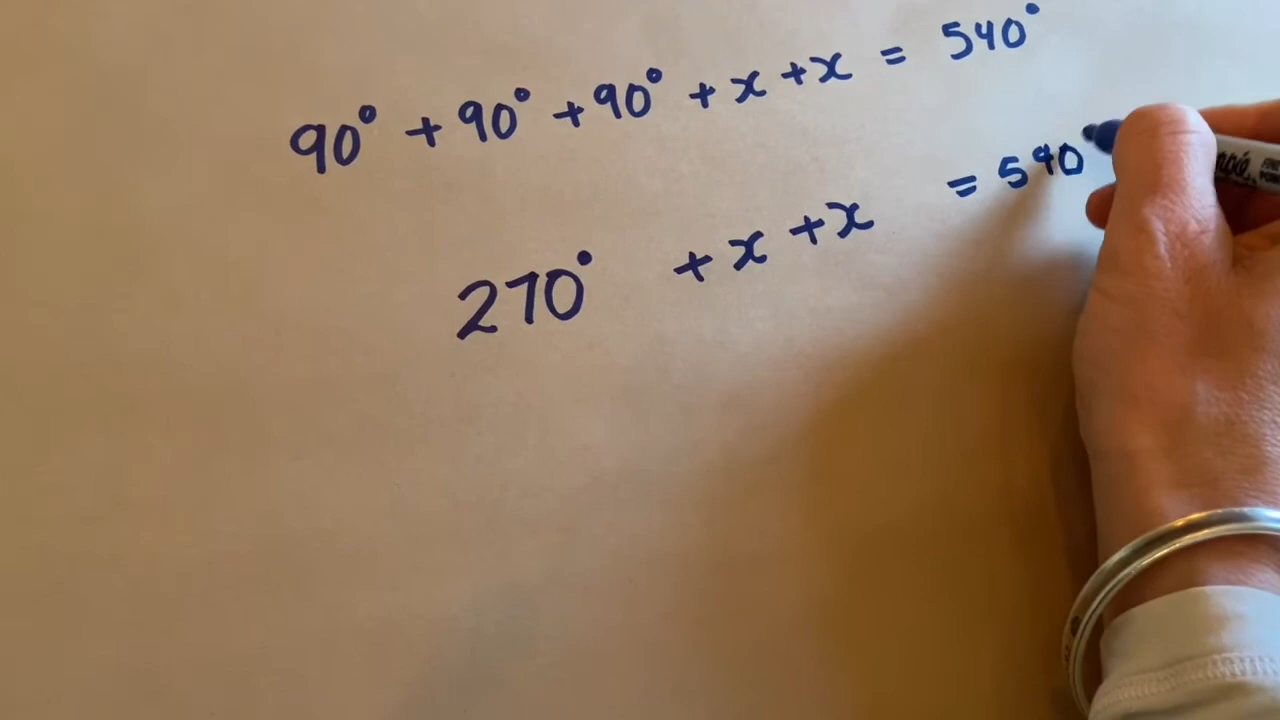 90° + 90° + 90° + x + x = 540°
270° + x + x = 540